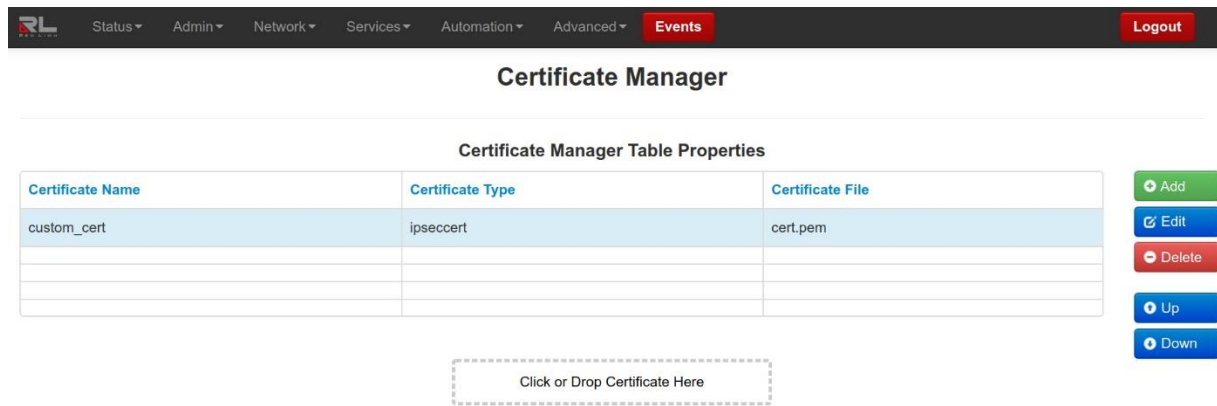 RL Status Admin Network Services Automation Advanced Events Logout
Certificate Manager
Certificate Manager Table Properties
Certificate Name Certificate Type Certificate File
custom_cert ipseccert cert.pem
Add
Edit
Delete
Up
Down
Click or Drop Certificate Here